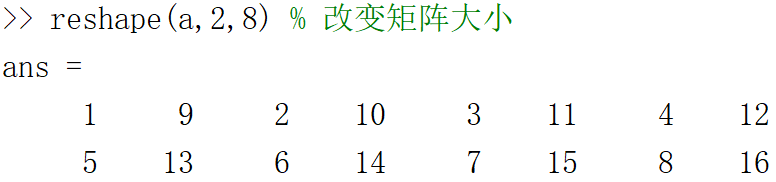 >> reshape(a,2,8) % 改变矩阵大小
ans =
1 9 2 10 3 11 4 12
5 13 6 14 7 15 8 16